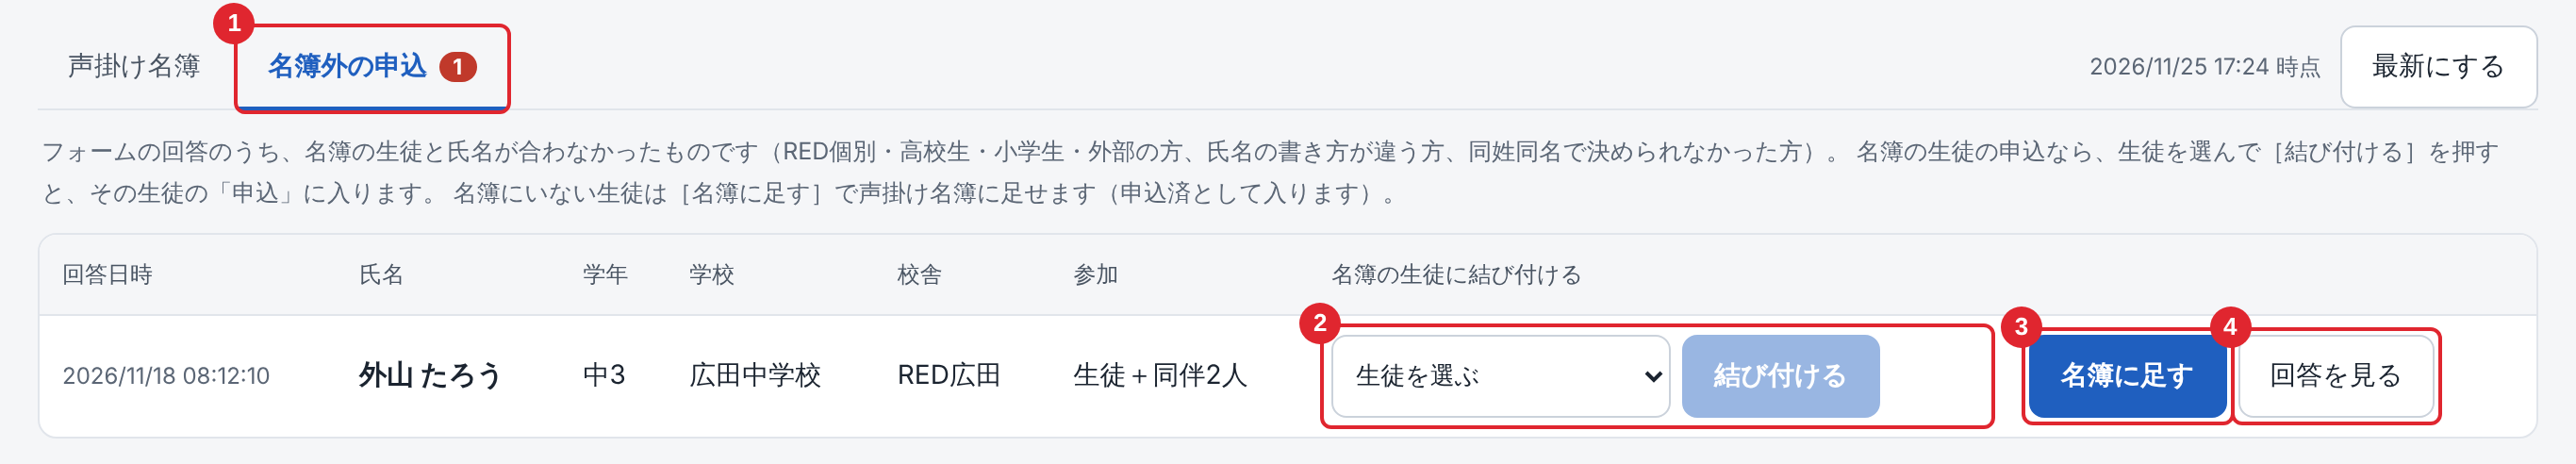 1
声掛け名簿 名簿外の申込 1 2026/11/25 17:24 時点 最新にする
フォームの回答のうち、名簿の生徒と氏名が合わなかったものです（RED個別・高校生・小学生・外部の方、氏名の書き方が違う方、同姓同名で決められなかった方）。 名簿の生徒の申込なら、生徒を選んで［結び付ける］を押す
と、その生徒の「申込」に入ります。 名簿にいない生徒は［名簿に足す］で声掛け名簿に足せます（申込済として入ります）。
回答日時 氏名 学年 学校 校舎 参加 名簿の生徒に結び付ける
2 3 4
2026/11/18 08:12:10 外山 たろう 中3 広田中学校 RED広田 生徒＋同伴2人 生徒を選ぶ 結び付ける 名簿に足す 回答を見る